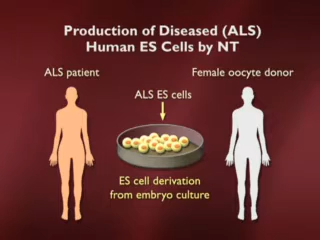 Production of Diseased (ALS)
Human ES Cells by NT
ALS patient
Female oocyte donor
ALS ES cells
ES cell derivation
from embryo culture